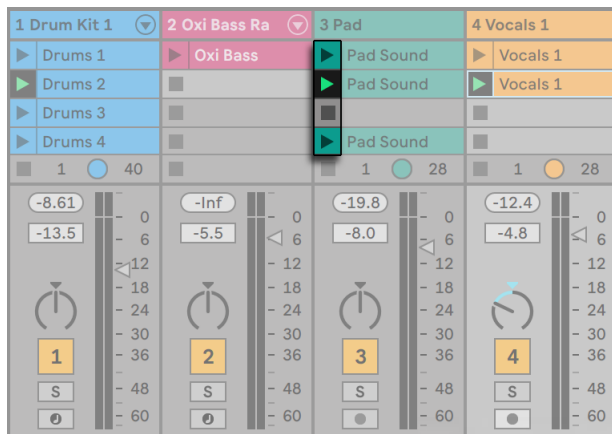 1 Drum Kit 1 2 Oxi Bass Ra 3 Pad 4 Vocals 1
Drums 1 Oxi Bass Pad Sound Vocals 1
Drums 2 Pad Sound Vocals 1
Drums 3
Drums 4 Pad Sound
1 40 1 28 1 28
-8.61 -Inf -19.8 -12.4
0 0 0 0
-13.5 -5.5 -8.0 -4.8
6 6 6 6
12 12 12 12
18 18 18 18
24 24 24 24
30 30 30 30
1 36 2 36 3 36 4 36
S 48 S 48 S 48 S 48
60 60 60 60